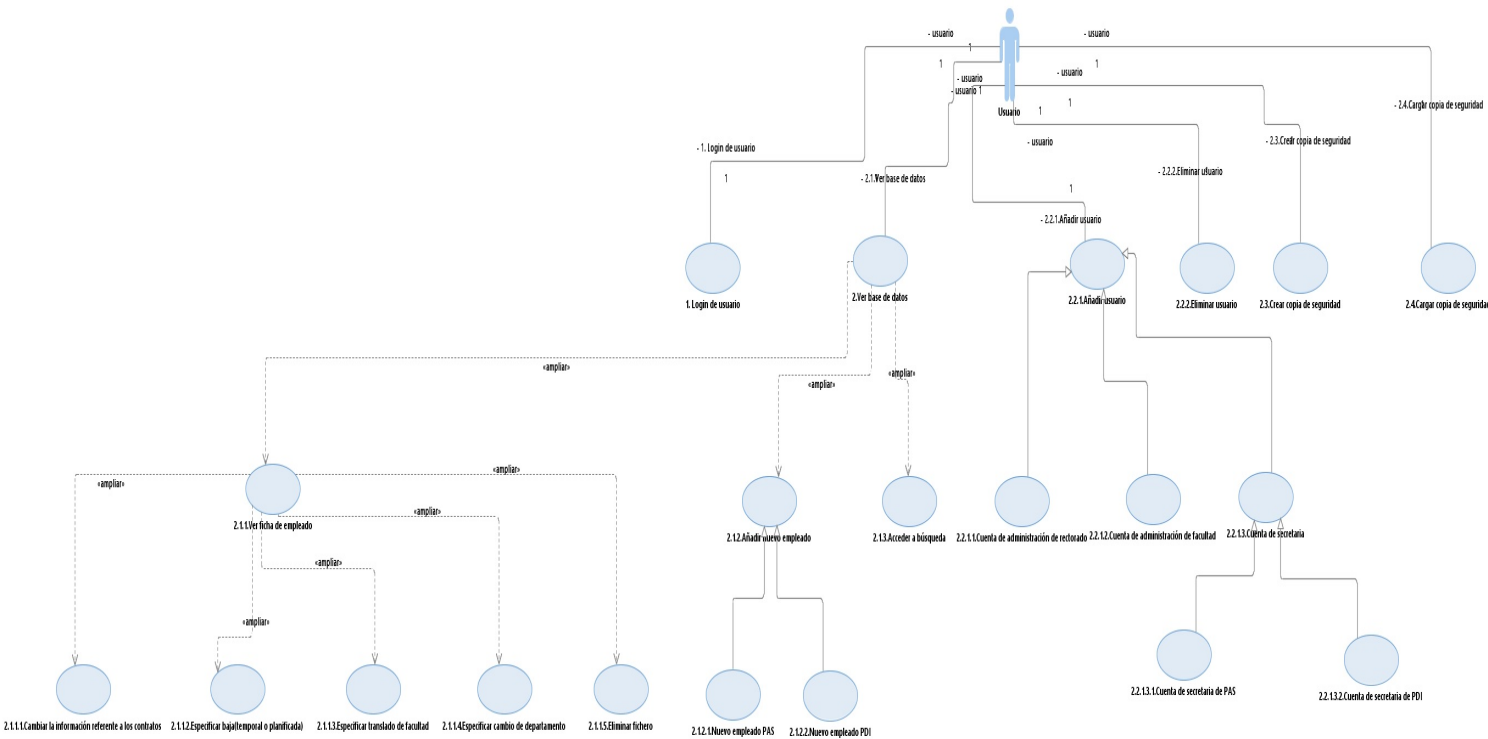 - usuario
- usuario
1
1
1
- usuario
- usuario
- usuario 1
1
Usuario
1
- 2.4.Cargar copia de seguridad
- usuario
- 2.3.Crear copia de seguridad
- 1. Login de usuario
- 2.2.2.Eliminar usuario
1
- 2.1.Ver base de datos
1
- 2.2.1.Añadir usuario
1. Login de usuario
2.Ver base de datos
2.2.1.Añadir usuario
2.2.2.Eliminar usuario
2.3.Crear copia de seguridad
2.4.Cargar copia de seguridad
«ampliar»
«ampliar»
«ampliar»
«ampliar»
«ampliar»
«ampliar»
2.1.1.Ver ficha de empleado
2.1.2.Añadir nuevo empleado
2.1.3.Acceder a búsqueda
2.2.1.1.Cuenta de administración de rectorado
2.2.1.2.Cuenta de administración de facultad
2.2.1.3.Cuenta de secretaria
«ampliar»
«ampliar»
2.2.1.3.1.Cuenta de secretaria de PAS
2.2.1.3.2.Cuenta de secretaria de PDI
2.1.1.1.Cambiar la información referente a los contratos
2.1.1.2.Especificar baja(temporal o planificada)
2.1.1.3.Especificar translado de facultad
2.1.1.4.Especificar cambio de departamento
2.1.1.5.Eliminar fichero
2.1.2.1.Nuevo empleado PAS
2.1.2.2.Nuevo empleado PDI